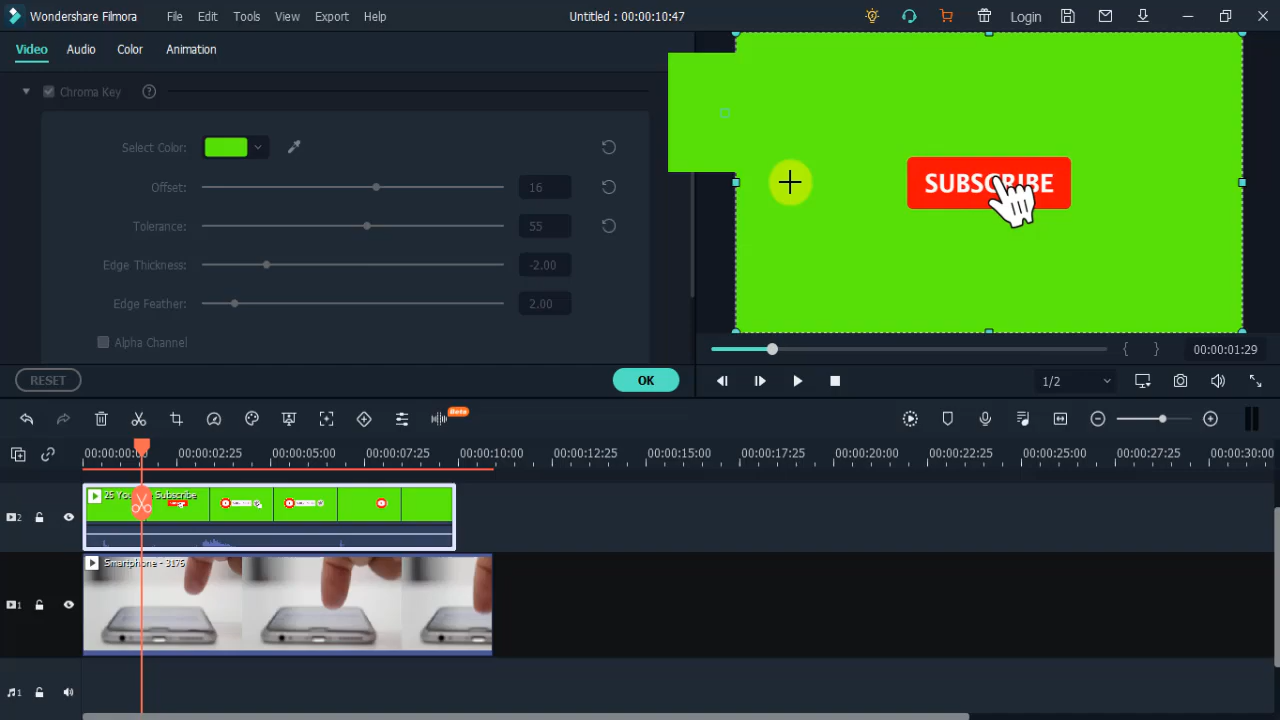 Wondershare Filmora File Edit Tools View Export Help Untitled : 00:00:10:47 Login
Video Audio Color Animation
Chroma Key
Select Color:
Offset: 16
Tolerance: 55
Edge Thickness: -2.00
Edge Feather: 2.00
Alpha Channel
RESET OK
SUBSCRIBE
00:00:01:29
1/2
Beta
00:00:00:00 00:00:02:25 00:00:05:00 00:00:07:25 00:00:10:00 00:00:12:25 00:00:15:00 00:00:17:25 00:00:20:00 00:00:22:25 00:00:25:00 00:00:27:25 00:00:30:00
2 25 Subscribe
1 Smartphone - 3176
1